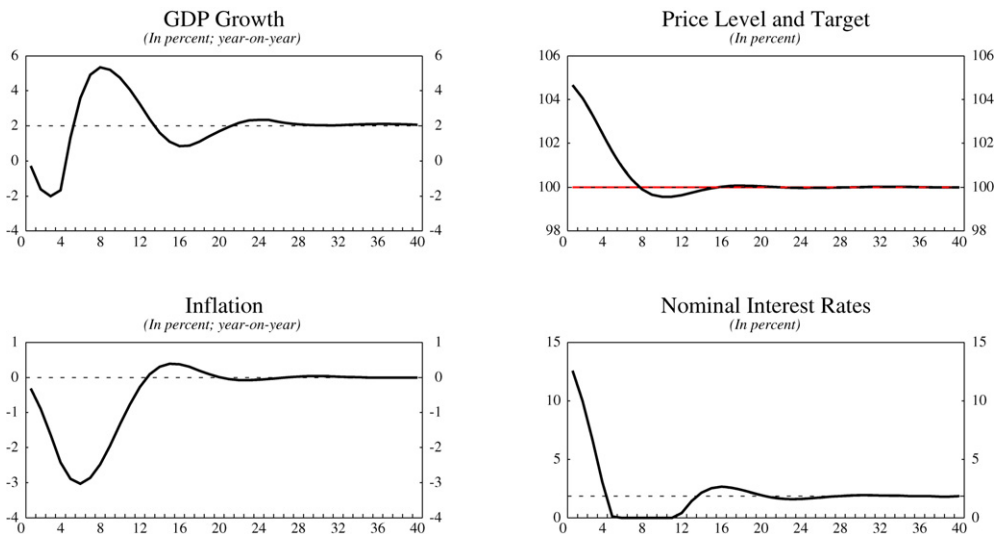 GDP Growth
(In percent; year-on-year)
6 6
4 4
2 2
0 0
-2 -2
-4 -4
0 4 8 12 16 20 24 28 32 36 40
Price Level and Target
(In percent)
106 106
104 104
102 102
100 100
98 98
0 4 8 12 16 20 24 28 32 36 40
Inflation
(In percent; year-on-year)
1 1
0 0
-1 -1
-2 -2
-3 -3
-4 -4
0 4 8 12 16 20 24 28 32 36 40
Nominal Interest Rates
(In percent)
15 15
10 10
5 5
0 0
0 4 8 12 16 20 24 28 32 36 40